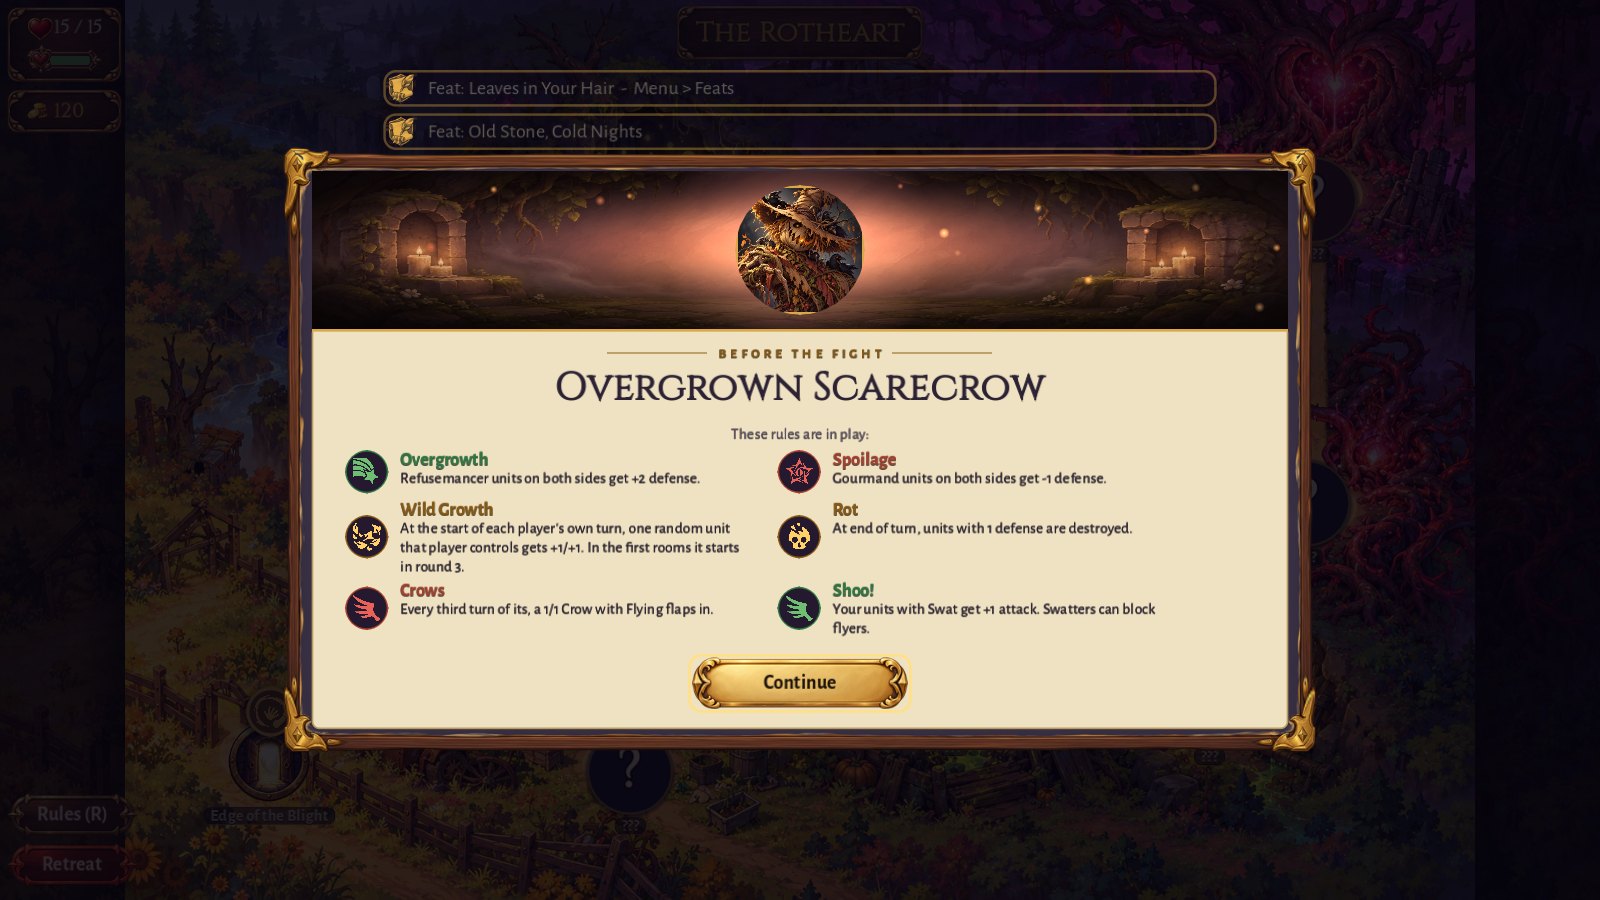 15 / 15
The Rotheart
120
Feat: Leaves in Your Hair - Menu > Feats
Feat: Old Stone, Cold Nights
BEFORE THE FIGHT
Overgrown Scarecrow
These rules are in play:
Overgrowth
Refusemancer units on both sides get +2 defense.
Spoilage
Gourmand units on both sides get -1 defense.
Wild Growth
At the start of each player's own turn, one random unit
that player controls gets +1/+1. In the first rooms it starts
in round 3.
Rot
At end of turn, units with 1 defense are destroyed.
Crows
Every third turn of its, a 1/1 Crow with Flying flaps in.
Shoo!
Your units with Swat get +1 attack. Swatters can block
flyers.
Continue
?
???
???
Edge of the Blight
Rules (R)
Retreat